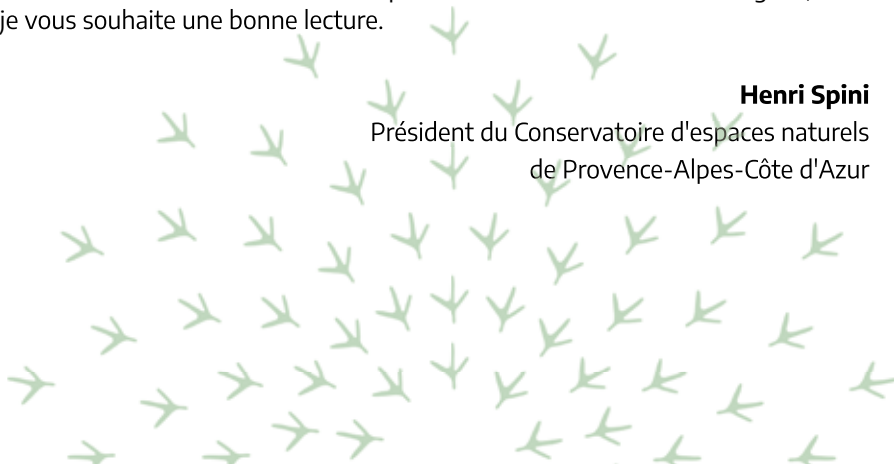 je vous souhaite une bonne lecture.
Henri Spini
Président du Conservatoire d'espaces naturels
de Provence-Alpes-Côte d'Azur